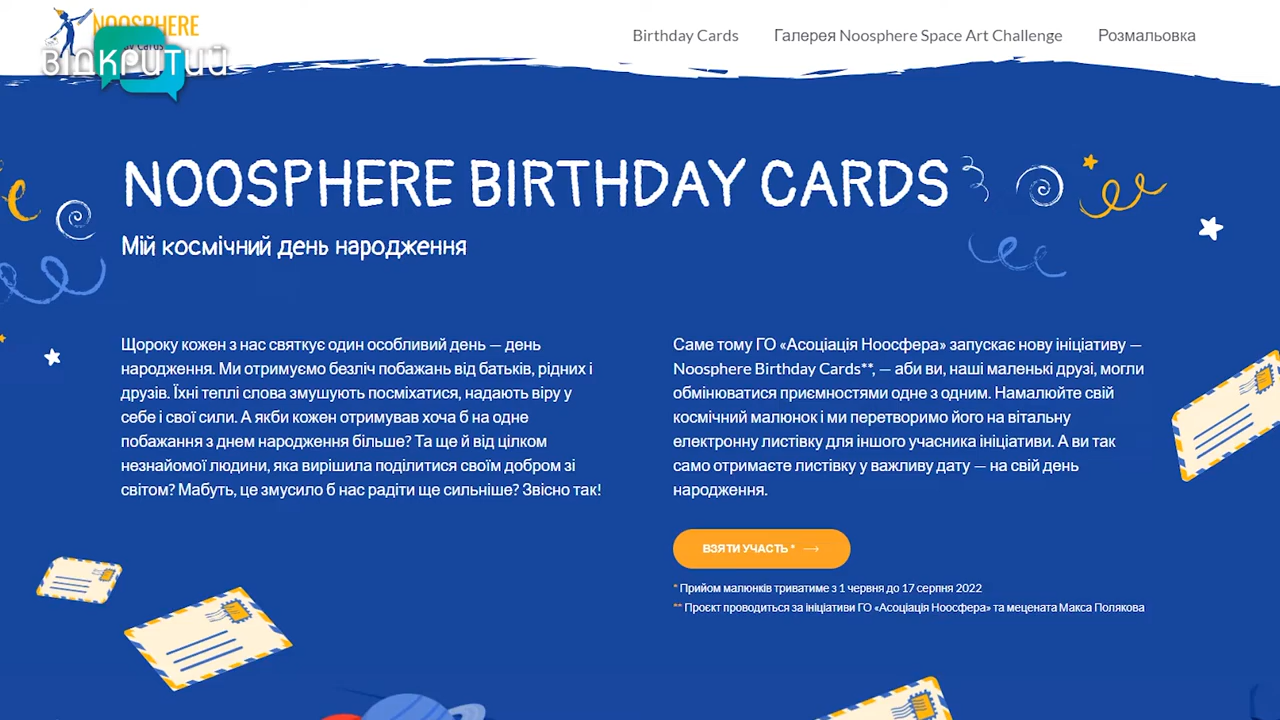 NOOSPHERE
ВІДКРИТИЙ
Birthday Cards
Галерея Noosphere Space Art Challenge
Розмальовка
NOOSPHERE BIRTHDAY CARDS
Мій космічний день народження
Щороку кожен з нас святкує один особливий день — день
народження. Ми отримуємо безліч побажань від батьків, рідних і
друзів. Їхні теплі слова змушують посміхатися, надають віру у
себе і свої сили. А якби кожен отримував хоча б на одне
побажання з днем народження більше? Та ще й від цілком
незнайомої людини, яка вирішила поділитися своїм добром зі
світом? Мабуть, це змусило б нас радіти ще сильніше? Звісно так!
Саме тому ГО «Асоціація Ноосфера» запускає нову ініціативу —
Noosphere Birthday Cards**, — аби ви, наші маленькі друзі, могли
обмінюватися приємностями одне з одним. Намалюйте свій
космічний малюнок і ми перетворимо його на вітальну
електронну листівку для іншого учасника ініціативи. А ви так
само отримаєте листівку у важливу дату — на свій день
народження.
ВЗЯТИ УЧАСТЬ * →
* Прийом малюнків триватиме з 1 червня до 17 серпня 2022
** Проєкт проводиться за ініціативи ГО «Асоціація Ноосфера» та мецената Макса Полякова